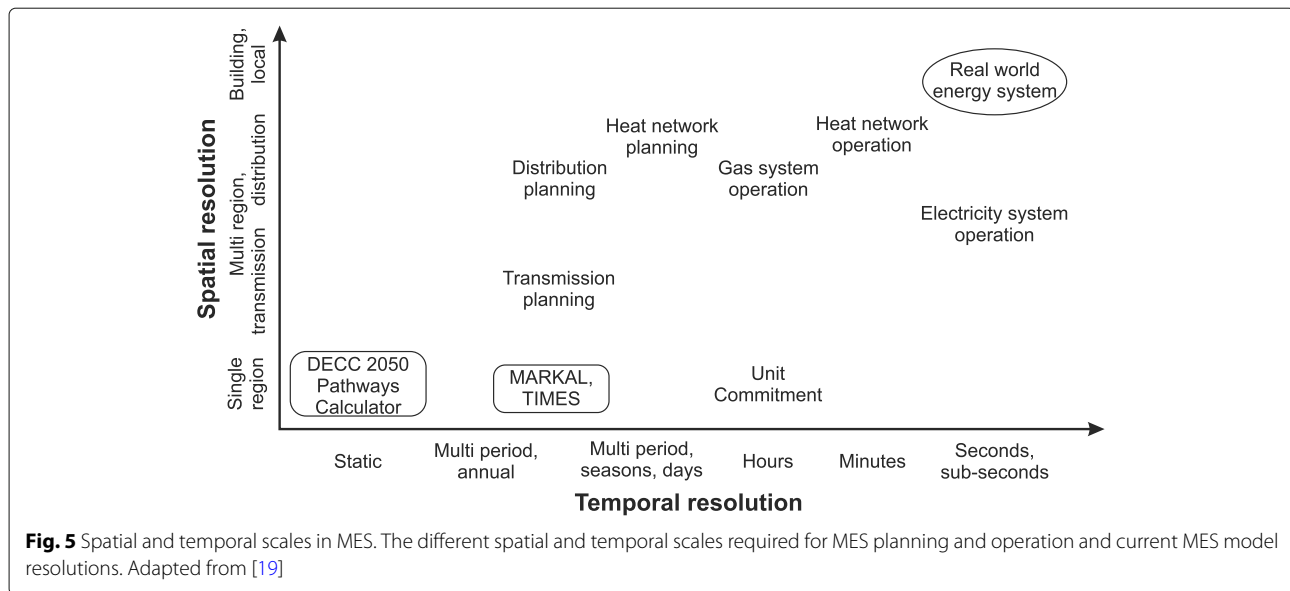 Spatial resolution
Building,
local
Multi region,
distribution
transmission
Single
region
Real world
energy system
Heat network
planning
Heat network
operation
Distribution
planning
Gas system
operation
Electricity system
operation
Transmission
planning
DECC 2050
Pathways
Calculator
MARKAL,
TIMES
Unit
Commitment
Static
Multi period,
annual
Multi period,
seasons, days
Hours
Minutes
Seconds,
sub-seconds
Temporal resolution
Fig. 5 Spatial and temporal scales in MES. The different spatial and temporal scales required for MES planning and operation and current MES model
resolutions. Adapted from [19]